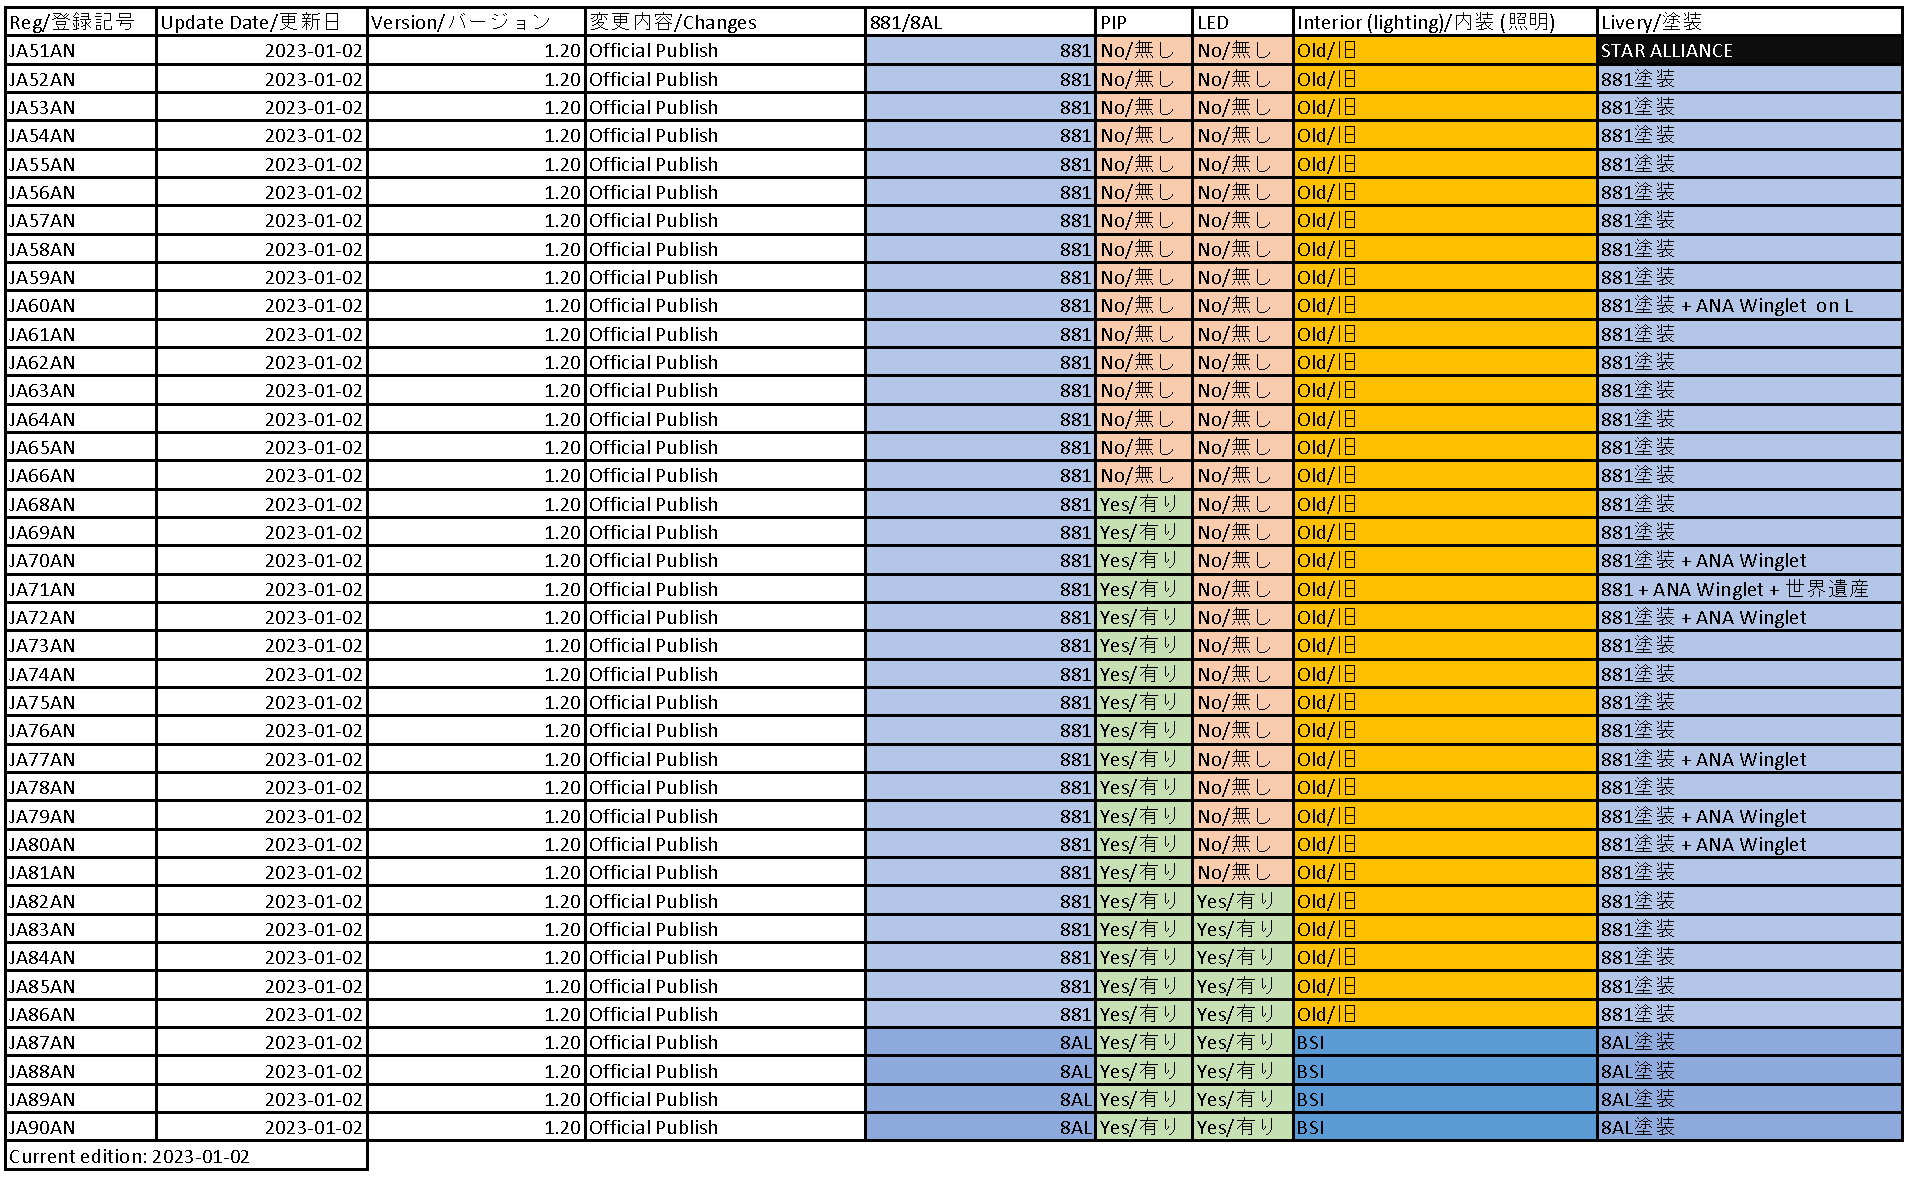 Reg/登録記号 Update Date/更新日 Version/バージョン 変更内容/Changes 881/8AL PIP LED Interior (lighting)/内装 (照明) Livery/塗装
JA51AN 2023-01-02 1.20 Official Publish 881 No/無し No/無し Old/旧 STAR ALLIANCE
JA52AN 2023-01-02 1.20 Official Publish 881 No/無し No/無し Old/旧 881塗装
JA53AN 2023-01-02 1.20 Official Publish 881 No/無し No/無し Old/旧 881塗装
JA54AN 2023-01-02 1.20 Official Publish 881 No/無し No/無し Old/旧 881塗装
JA55AN 2023-01-02 1.20 Official Publish 881 No/無し No/無し Old/旧 881塗装
JA56AN 2023-01-02 1.20 Official Publish 881 No/無し No/無し Old/旧 881塗装
JA57AN 2023-01-02 1.20 Official Publish 881 No/無し No/無し Old/旧 881塗装
JA58AN 2023-01-02 1.20 Official Publish 881 No/無し No/無し Old/旧 881塗装
JA59AN 2023-01-02 1.20 Official Publish 881 No/無し No/無し Old/旧 881塗装
JA60AN 2023-01-02 1.20 Official Publish 881 No/無し No/無し Old/旧 881塗装 + ANA Winglet on L
JA61AN 2023-01-02 1.20 Official Publish 881 No/無し No/無し Old/旧 881塗装
JA62AN 2023-01-02 1.20 Official Publish 881 No/無し No/無し Old/旧 881塗装
JA63AN 2023-01-02 1.20 Official Publish 881 No/無し No/無し Old/旧 881塗装
JA64AN 2023-01-02 1.20 Official Publish 881 No/無し No/無し Old/旧 881塗装
JA65AN 2023-01-02 1.20 Official Publish 881 No/無し No/無し Old/旧 881塗装
JA66AN 2023-01-02 1.20 Official Publish 881 No/無し No/無し Old/旧 881塗装
JA68AN 2023-01-02 1.20 Official Publish 881 Yes/有り No/無し Old/旧 881塗装
JA69AN 2023-01-02 1.20 Official Publish 881 Yes/有り No/無し Old/旧 881塗装
JA70AN 2023-01-02 1.20 Official Publish 881 Yes/有り No/無し Old/旧 881塗装 + ANA Winglet
JA71AN 2023-01-02 1.20 Official Publish 881 Yes/有り No/無し Old/旧 881 + ANA Winglet + 世界遺産
JA72AN 2023-01-02 1.20 Official Publish 881 Yes/有り No/無し Old/旧 881塗装 + ANA Winglet
JA73AN 2023-01-02 1.20 Official Publish 881 Yes/有り No/無し Old/旧 881塗装
JA74AN 2023-01-02 1.20 Official Publish 881 Yes/有り No/無し Old/旧 881塗装
JA75AN 2023-01-02 1.20 Official Publish 881 Yes/有り No/無し Old/旧 881塗装
JA76AN 2023-01-02 1.20 Official Publish 881 Yes/有り No/無し Old/旧 881塗装
JA77AN 2023-01-02 1.20 Official Publish 881 Yes/有り No/無し Old/旧 881塗装 + ANA Winglet
JA78AN 2023-01-02 1.20 Official Publish 881 Yes/有り No/無し Old/旧 881塗装
JA79AN 2023-01-02 1.20 Official Publish 881 Yes/有り No/無し Old/旧 881塗装 + ANA Winglet
JA80AN 2023-01-02 1.20 Official Publish 881 Yes/有り No/無し Old/旧 881塗装 + ANA Winglet
JA81AN 2023-01-02 1.20 Official Publish 881 Yes/有り No/無し Old/旧 881塗装
JA82AN 2023-01-02 1.20 Official Publish 881 Yes/有り Yes/有り Old/旧 881塗装
JA83AN 2023-01-02 1.20 Official Publish 881 Yes/有り Yes/有り Old/旧 881塗装
JA84AN 2023-01-02 1.20 Official Publish 881 Yes/有り Yes/有り Old/旧 881塗装
JA85AN 2023-01-02 1.20 Official Publish 881 Yes/有り Yes/有り Old/旧 881塗装
JA86AN 2023-01-02 1.20 Official Publish 881 Yes/有り Yes/有り Old/旧 881塗装
JA87AN 2023-01-02 1.20 Official Publish 8AL Yes/有り Yes/有り BSI 8AL塗装
JA88AN 2023-01-02 1.20 Official Publish 8AL Yes/有り Yes/有り BSI 8AL塗装
JA89AN 2023-01-02 1.20 Official Publish 8AL Yes/有り Yes/有り BSI 8AL塗装
JA90AN 2023-01-02 1.20 Official Publish 8AL Yes/有り Yes/有り BSI 8AL塗装
Current edition: 2023-01-02